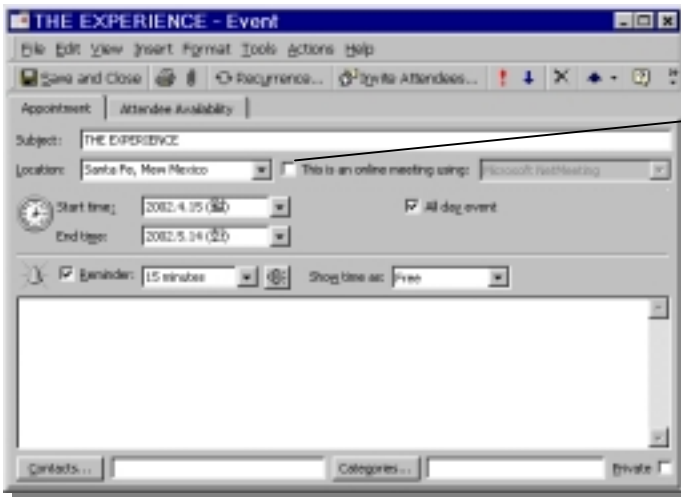 THE EXPERIENCE - Event
File Edit View Insert Format Tools Actions Help
Save and Close Recurrence... Invite Attendees...
Appointment Attendee Availability
Subject: THE EXPERIENCE
Location: Santa Fe, Mew Mexico This is an online meeting using: Microsoft NetMeeting
Start time: 2002.4.15 (월) All day event
End time: 2002.5.14 (화)
Reminder: 15 minutes Show time as: Free
Contacts... Categories... Private